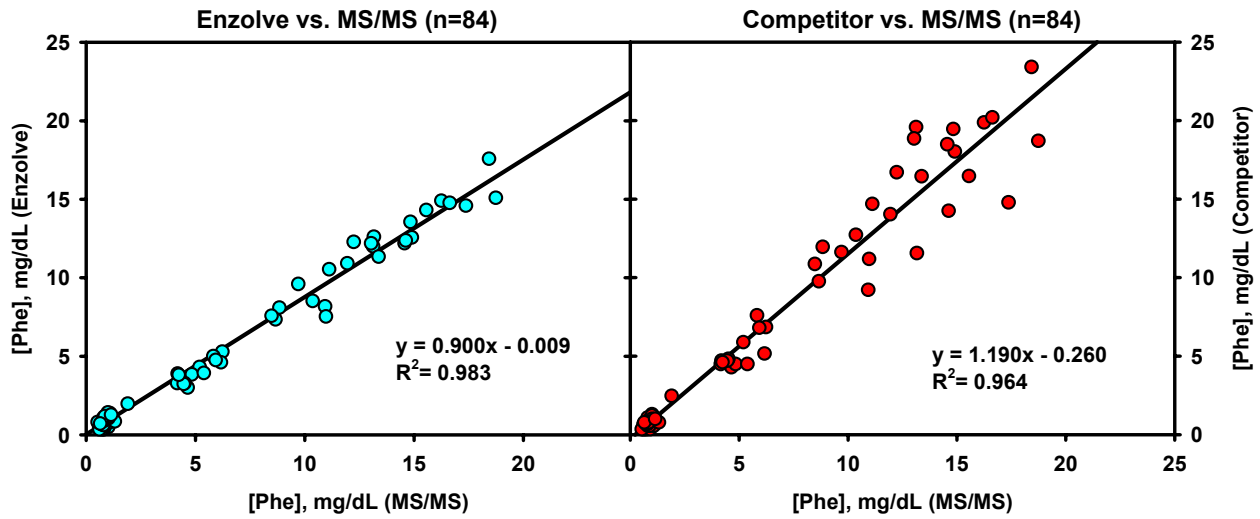 Enzolve vs. MS/MS (n=84)
[Phe], mg/dL (Enzolve)
25
20
15
10
5
0
y = 0.900x - 0.009
R²= 0.983
0 5 10 15 20
[Phe], mg/dL (MS/MS)
Competitor vs. MS/MS (n=84)
y = 1.190x - 0.260
R²= 0.964
25
20
15
10
5
0
[Phe], mg/dL (Competitor)
0 5 10 15 20 25
[Phe], mg/dL (MS/MS)